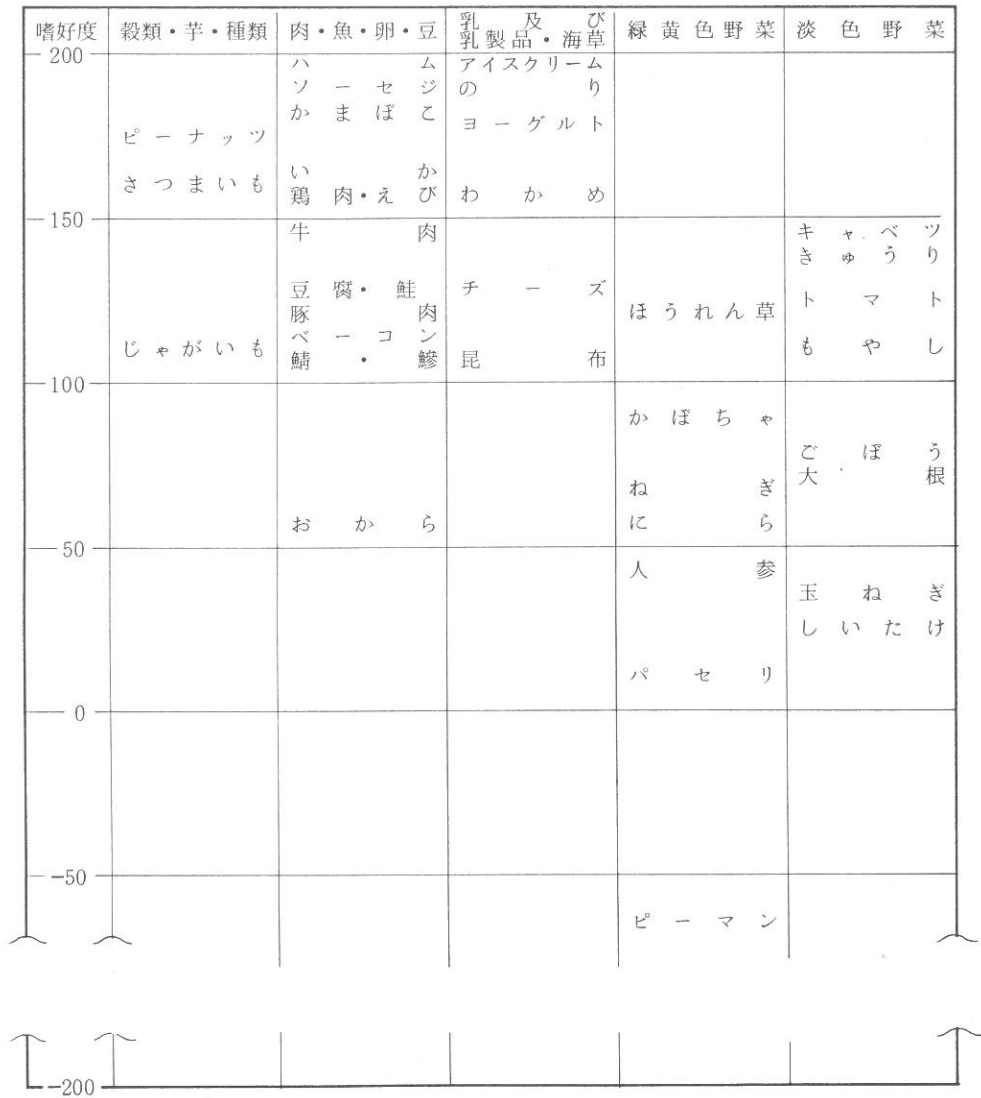 嗜好度 穀類・芋・種類 肉・魚・卵・豆 乳及び乳製品・海草 緑黄色野菜 淡色野菜
200
ハム アイスクリーム
ソーセジ のり
かまぼこ
ヨーグルト
ピーナッツ
いか
さつまいも
鶏肉・えび わかめ
150
牛肉 キャベツ
きゅうり
豆腐・鮭 チーズ
トマト
豚肉 ほうれん草
ベーコン
じゃがいも もやし
鯖・鰺 昆布
100
かぼちゃ
ごぼう
大根
ねぎ
おから にら
50
人参
玉ねぎ
しいたけ
パセリ
0
-50
ピーマン
-200